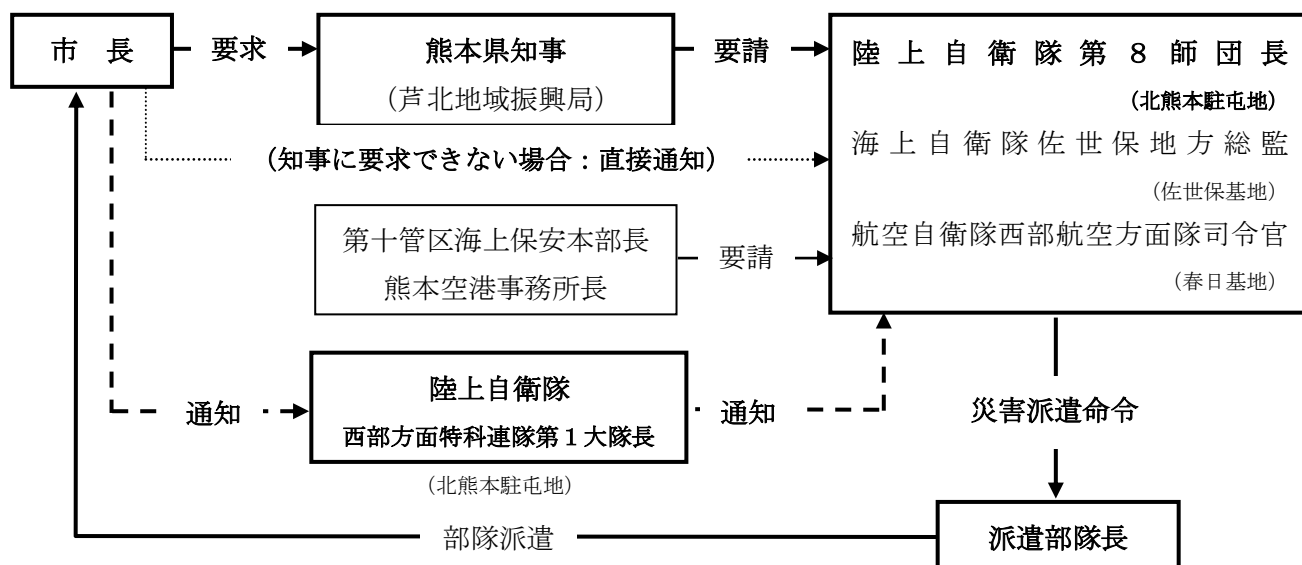 市　長
要求
熊本県知事
（芦北地域振興局）
要請
陸上自衛隊第８師団長
（北熊本駐屯地）
海上自衛隊佐世保地方総監
（佐世保基地）
航空自衛隊西部航空方面隊司令官
（春日基地）
（知事に要求できない場合：直接通知）
第十管区海上保安本部長
熊本空港事務所長
要請
通知
陸上自衛隊
西部方面特科連隊第１大隊長
（北熊本駐屯地）
通知
災害派遣命令
部隊派遣
派遣部隊長